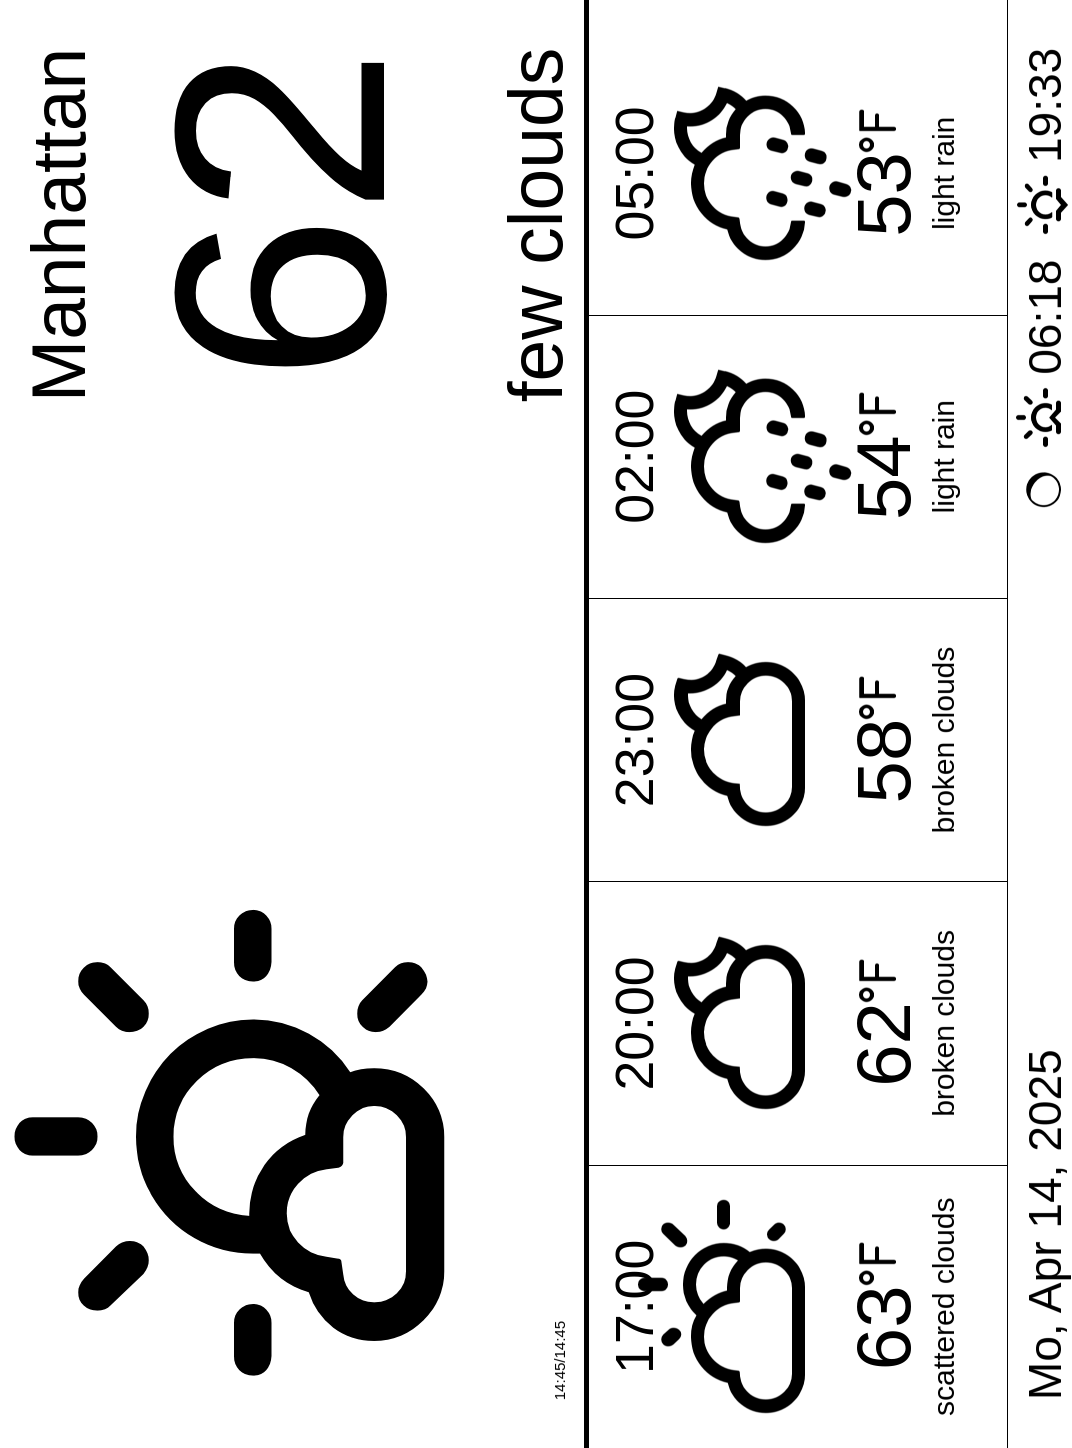 Manhattan
62
few clouds
14:45/14:45
17:00
63°F
scattered clouds
20:00
62°F
broken clouds
23:00
58°F
broken clouds
02:00
54°F
light rain
05:00
53°F
light rain
Mo, Apr 14, 2025
06:18 19:33